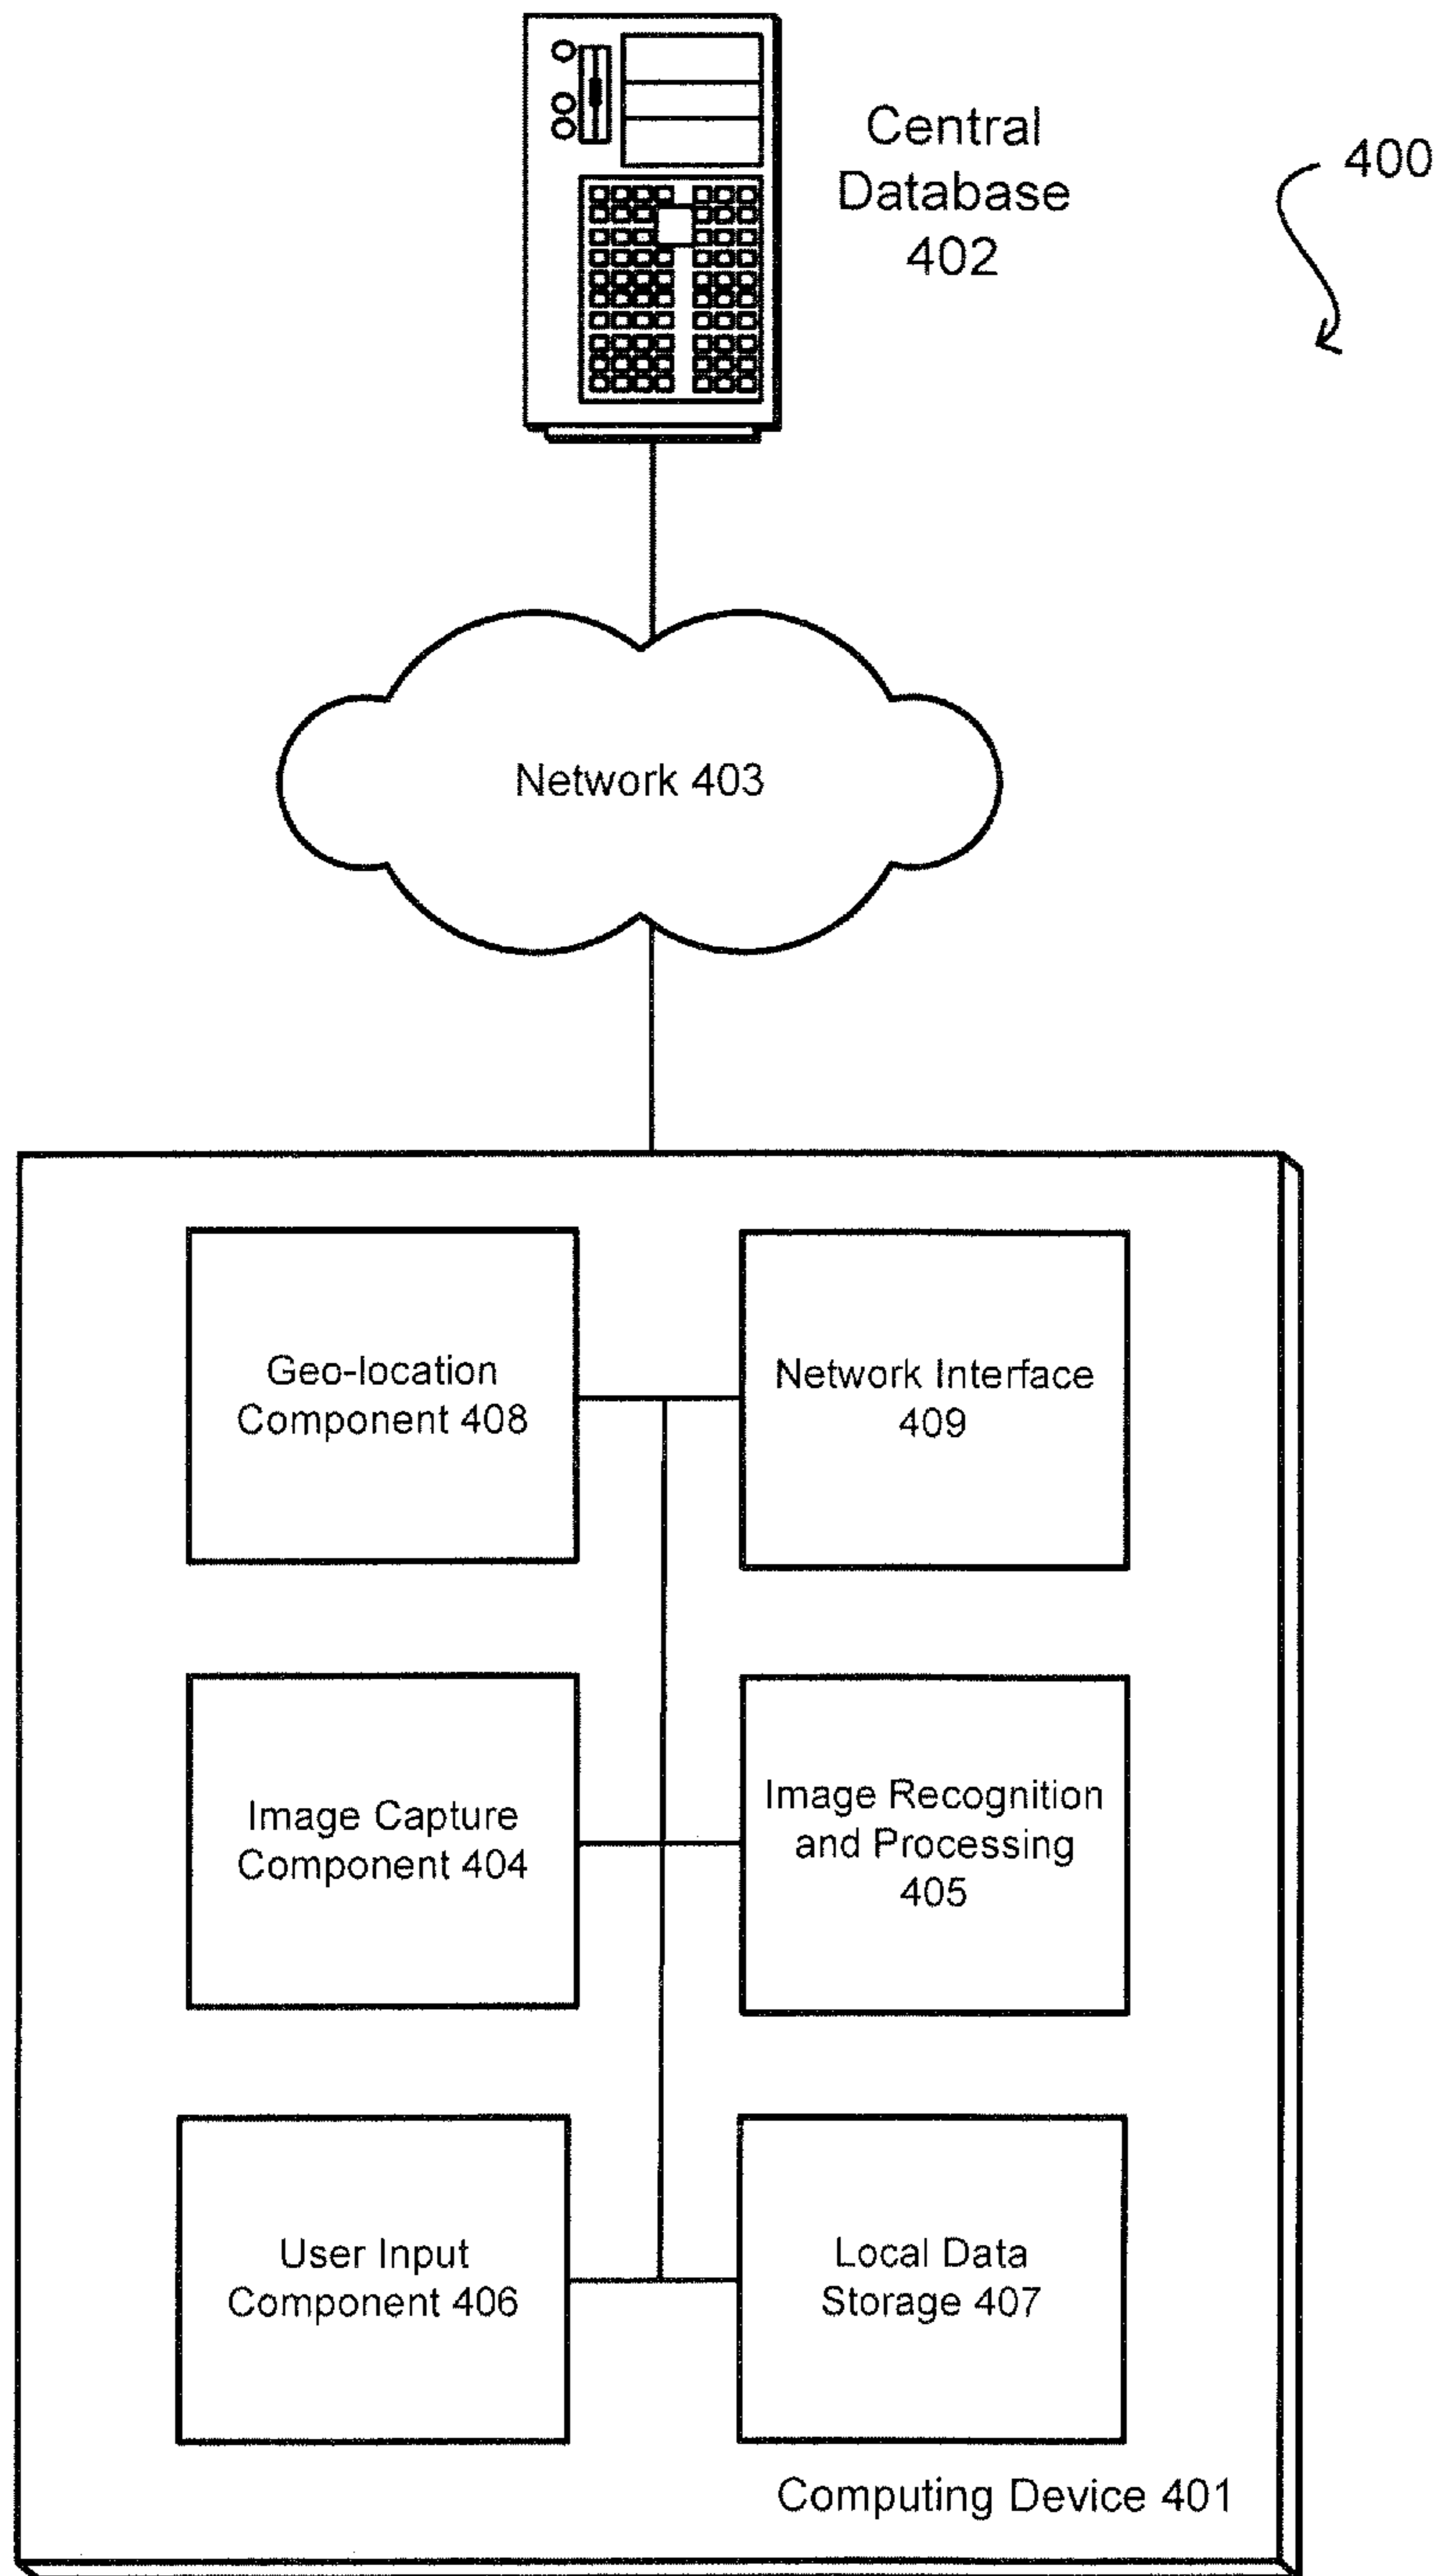 Central
Database
402
400
Network 403
Geo-location
Component 408
Network Interface
409
Image Capture
Component 404
Image Recognition
and Processing
405
User Input
Component 406
Local Data
Storage 407
Computing Device 401